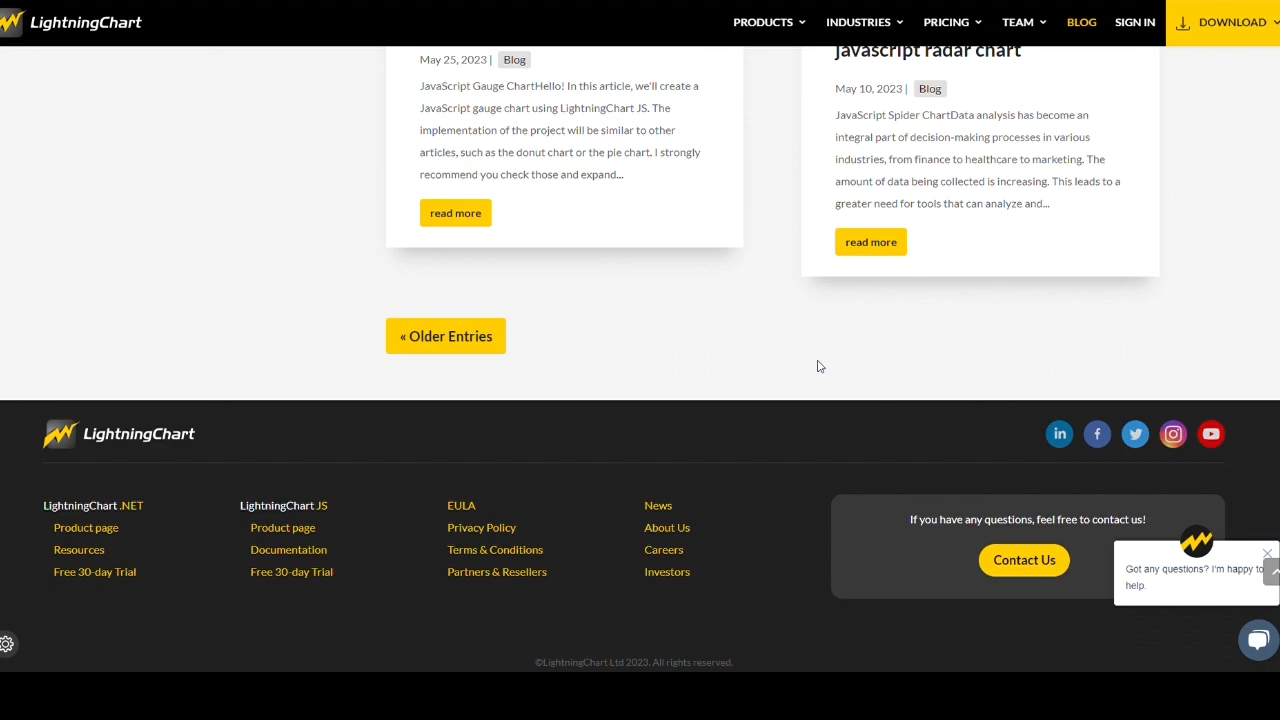 LightningChart
PRODUCTS
INDUSTRIES
PRICING
TEAM
BLOG
SIGN IN
DOWNLOAD
May 25, 2023 | Blog
JavaScript Gauge ChartHello! In this article, we'll create a
JavaScript gauge chart using LightningChart JS. The
implementation of the project will be similar to other
articles, such as the donut chart or the pie chart. I strongly
recommend you check those and expand...
read more
javascript radar chart
May 10, 2023 | Blog
JavaScript Spider ChartData analysis has become an
integral part of decision-making processes in various
industries, from finance to healthcare to marketing. The
amount of data being collected is increasing. This leads to a
greater need for tools that can analyze and...
read more
« Older Entries
LightningChart
LightningChart .NET
Product page
Resources
Free 30-day Trial
LightningChart JS
Product page
Documentation
Free 30-day Trial
EULA
Privacy Policy
Terms & Conditions
Partners & Resellers
News
About Us
Careers
Investors
If you have any questions, feel free to contact us!
Contact Us
Got any questions? I'm happy to
help.
©LightningChart Ltd 2023. All rights reserved.